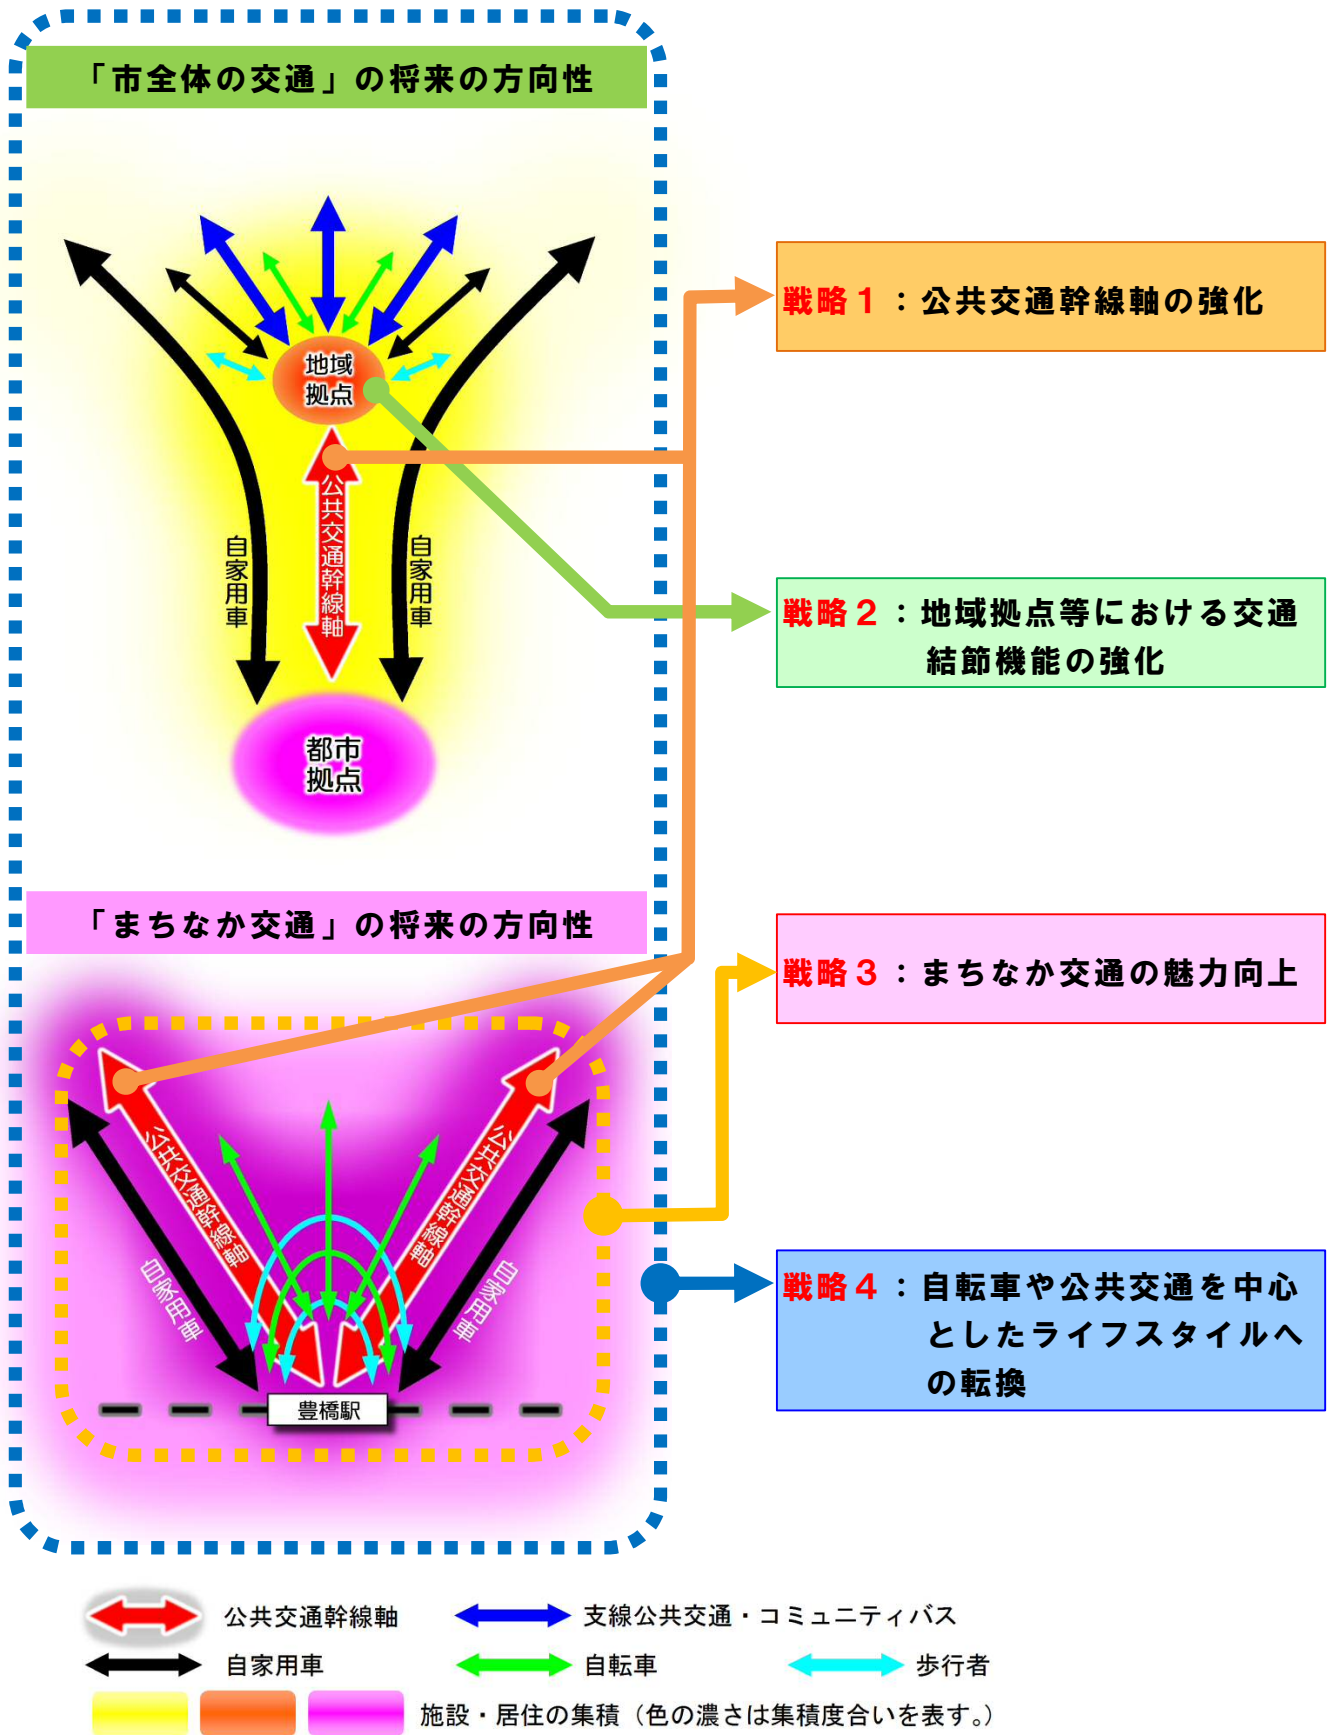 「市全体の交通」の将来の方向性
地域
拠点
公共交通幹線軸
自家用車
自家用車
都市
拠点
戦略１：公共交通幹線軸の強化
戦略２：地域拠点等における交通
結節機能の強化
「まちなか交通」の将来の方向性
公共交通幹線軸
公共交通幹線軸
自家用車
自家用車
豊橋駅
戦略３：まちなか交通の魅力向上
戦略４：自転車や公共交通を中心
としたライフスタイルへ
の転換
公共交通幹線軸
支線公共交通・コミュニティバス
自家用車
自転車
歩行者
施設・居住の集積（色の濃さは集積度合いを表す。）